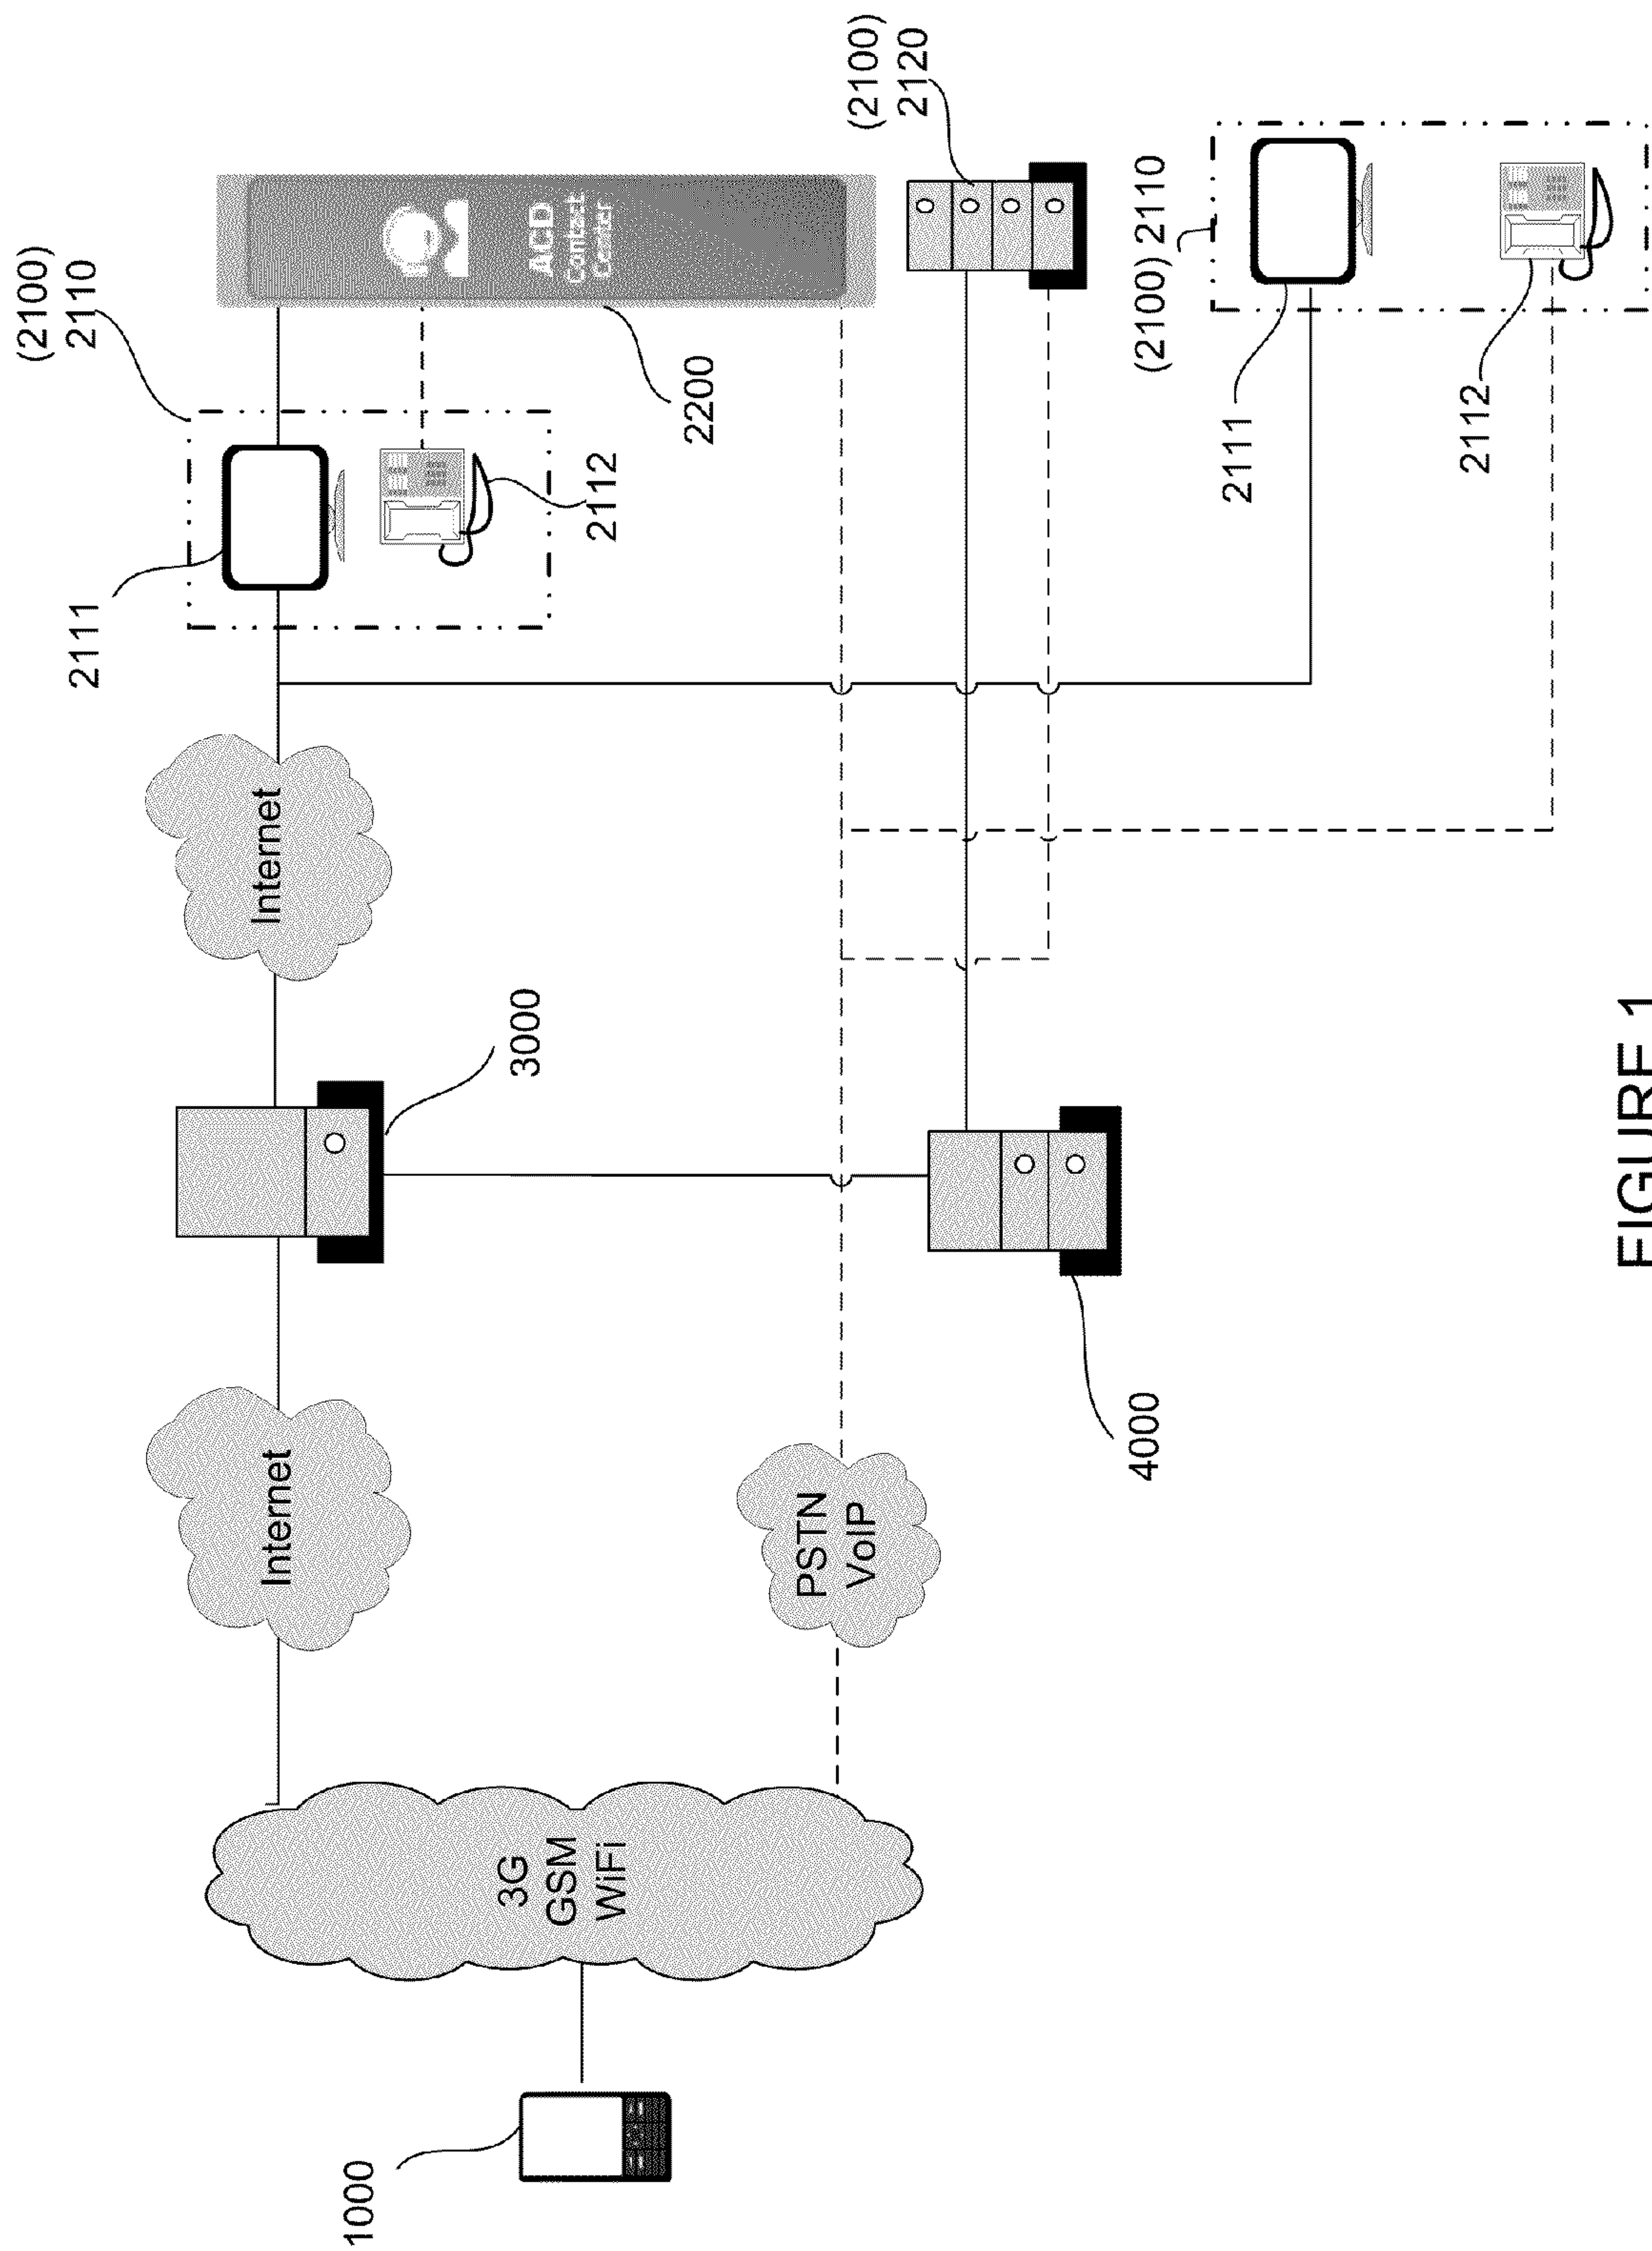 (2100)
2110
2111
2112
2200
ACD
Contact
Center
(2100)
2120
(2100) 2110
2111
2112
Internet
3000
Internet
PSTN
VoIP
4000
3G
GSM
WiFi
1000
FIGURE 1